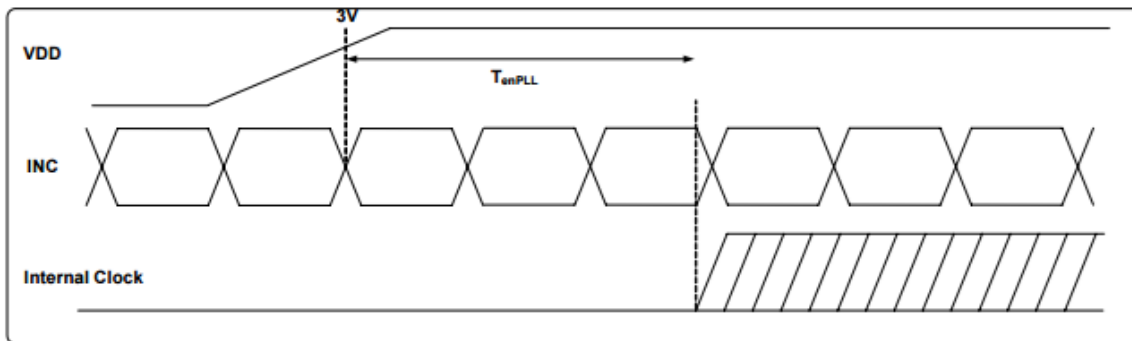 3V
VDD
TenPLL
INC
Internal Clock